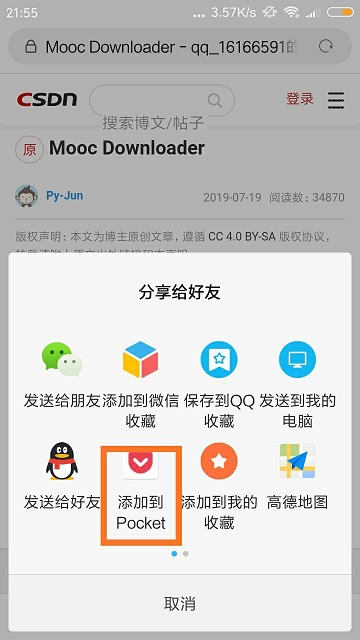 21:55
... 3.57K/s
Mooc Downloader - qq_16166591的
CSDN
登录
搜索博文/帖子
原 Mooc Downloader
Py-Jun
2019-07-19 阅读数: 34870
版权声明: 本文为博主原创文章，遵循 CC 4.0 BY-SA 版权协议，
分享给好友
发送给朋友 添加到微信收藏 保存到QQ收藏 发送到我的电脑
发送给好友 添加到Pocket 添加到我的收藏 高德地图
取消